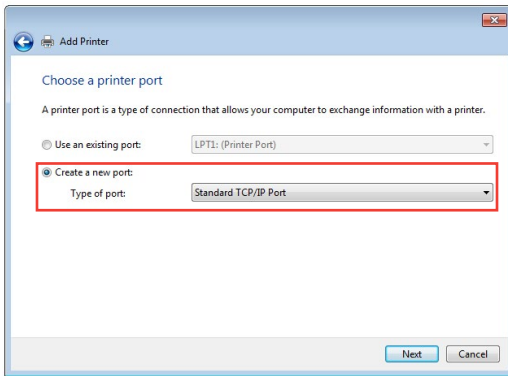 Add Printer
Choose a printer port
A printer port is a type of connection that allows your computer to exchange information with a printer.
Use an existing port: LPT1: (Printer Port)
Create a new port:
Type of port: Standard TCP/IP Port
Next Cancel